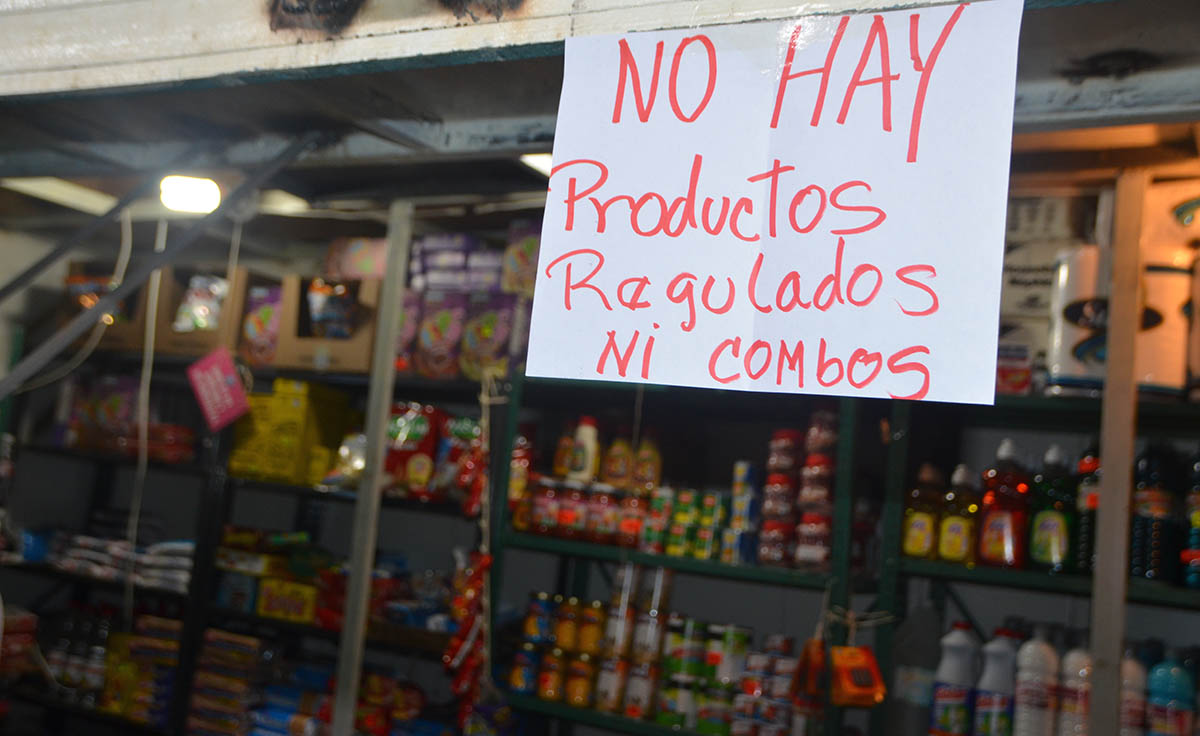 NO HAY
Productos
Regulados
Ni combos